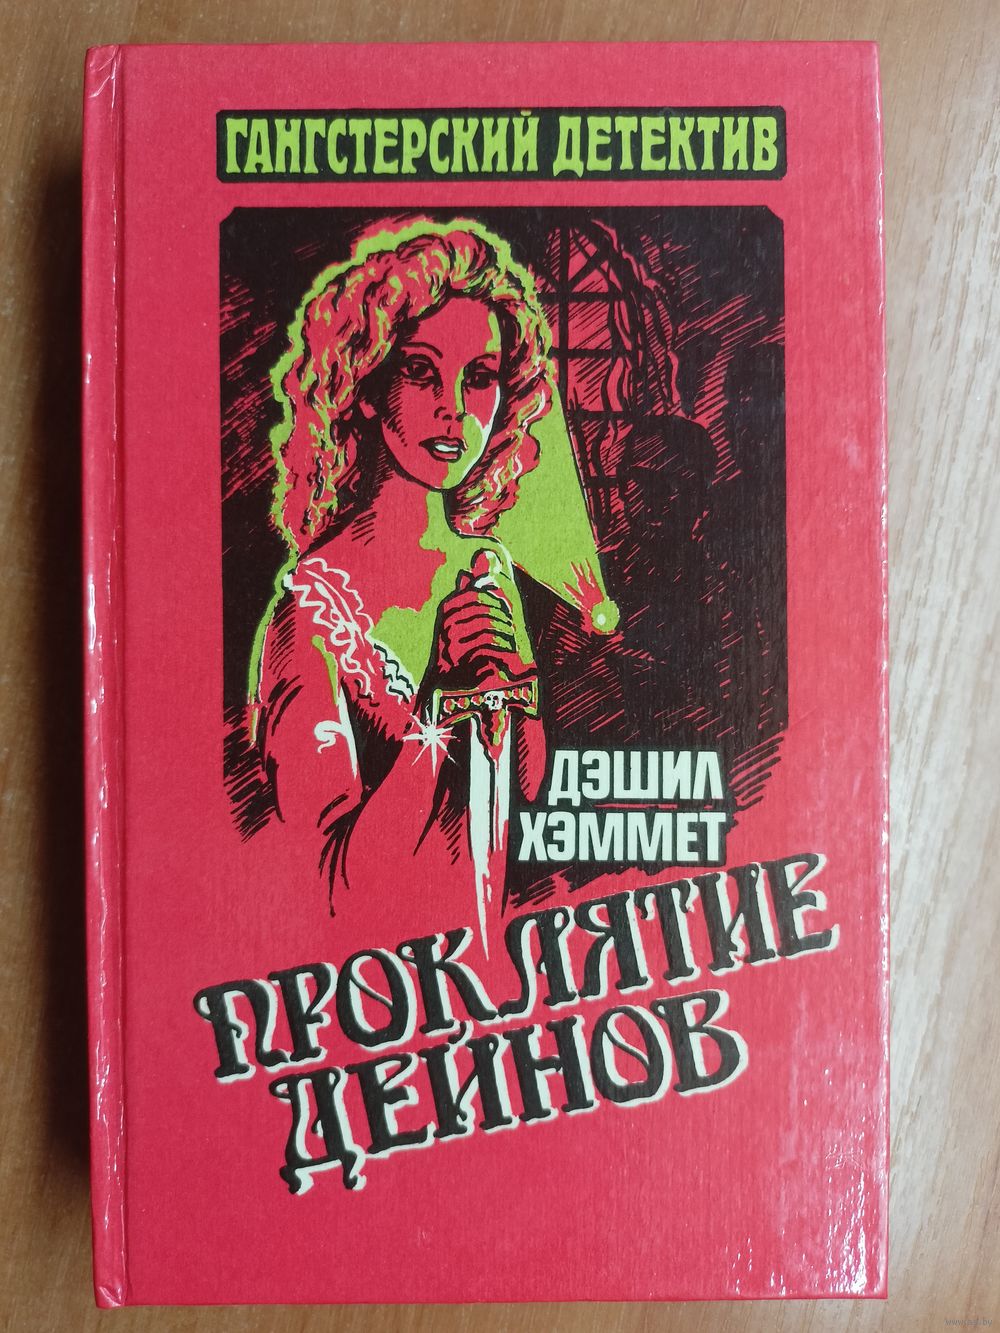 ГАНГСТЕРСКИЙ ДЕТЕКТИВ
ДЭШИЛ
ХЭММЕТ
ПРОКЛЯТИЕ
ДЕЙНОВ